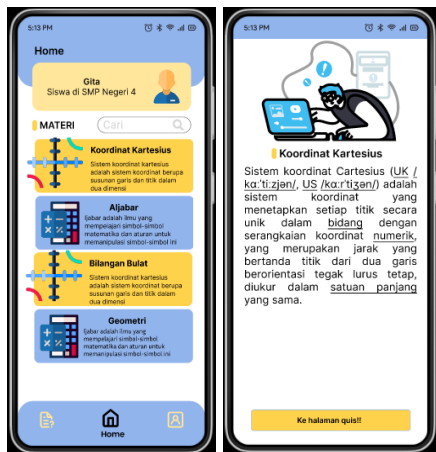 5:13 PM
Home
Gita
Siswa di SMP Negeri 4
MATERI
Cari
Koordinat Kartesius
Sistem koordinat kartesius
adalah sistem koordinat berupa
susunan garis dan titik dalam
dua dimensi
Aljabar
ljabar adalah ilmu yang
mempelajari simbol-simbol
matematika dan aturan untuk
memanipulasi simbol-simbol ini
Bilangan Bulat
Sistem koordinat kartesius
adalah sistem koordinat berupa
susunan garis dan titik dalam
dua dimensi
Geometri
ljabar adalah ilmu yang
mempelajari simbol-simbol
matematika dan aturan untuk
memanipulasi simbol-simbol ini
Home
5:13 PM
Koordinat Kartesius
Sistem koordinat Cartesius (UK /
kɑːˈtiːzjən/, US /kɑːrˈtiʒən/) adalah
sistem koordinat yang
menetapkan setiap titik secara
unik dalam bidang dengan
serangkaian koordinat numerik,
yang merupakan jarak yang
bertanda titik dari dua garis
berorientasi tegak lurus tetap,
diukur dalam satuan panjang
yang sama.
Ke halaman quis!!